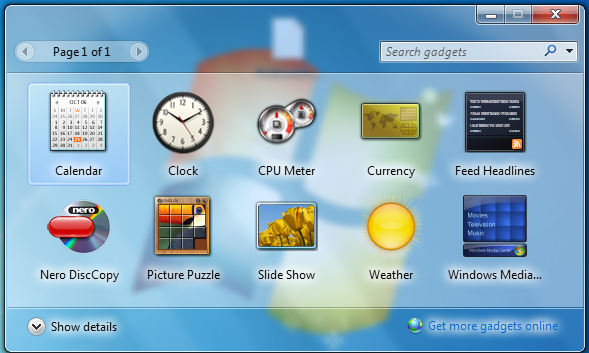 Page 1 of 1
Search gadgets
OCT 06
Calendar
Clock
CPU Meter
Currency
Feed Headlines
nero
Movies
Television
Music
Nero DiscCopy
Picture Puzzle
Slide Show
Weather
Windows Media...
Show details
Get more gadgets online